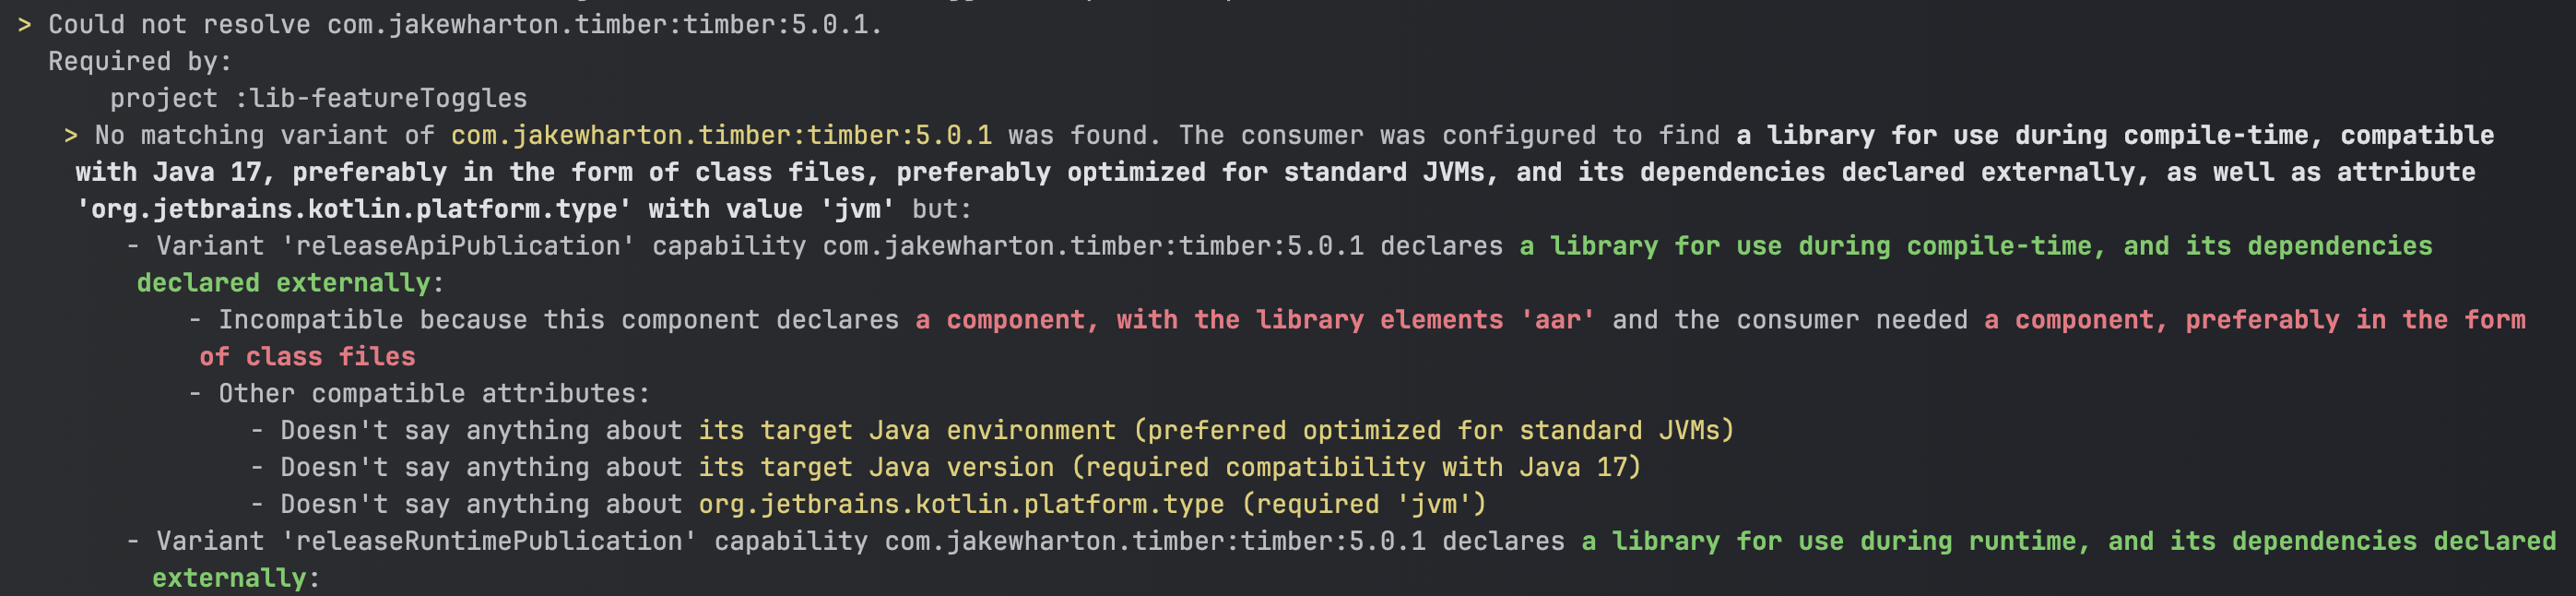 > Could not resolve com.jakewharton.timber:timber:5.0.1.
Required by:
project :lib-featureToggles
> No matching variant of com.jakewharton.timber:timber:5.0.1 was found. The consumer was configured to find a library for use during compile-time, compatible
with Java 17, preferably in the form of class files, preferably optimized for standard JVMs, and its dependencies declared externally, as well as attribute
'org.jetbrains.kotlin.platform.type' with value 'jvm' but:
- Variant 'releaseApiPublication' capability com.jakewharton.timber:timber:5.0.1 declares a library for use during compile-time, and its dependencies
declared externally:
- Incompatible because this component declares a component, with the library elements 'aar' and the consumer needed a component, preferably in the form
of class files
- Other compatible attributes:
- Doesn't say anything about its target Java environment (preferred optimized for standard JVMs)
- Doesn't say anything about its target Java version (required compatibility with Java 17)
- Doesn't say anything about org.jetbrains.kotlin.platform.type (required 'jvm')
- Variant 'releaseRuntimePublication' capability com.jakewharton.timber:timber:5.0.1 declares a library for use during runtime, and its dependencies declared
externally: